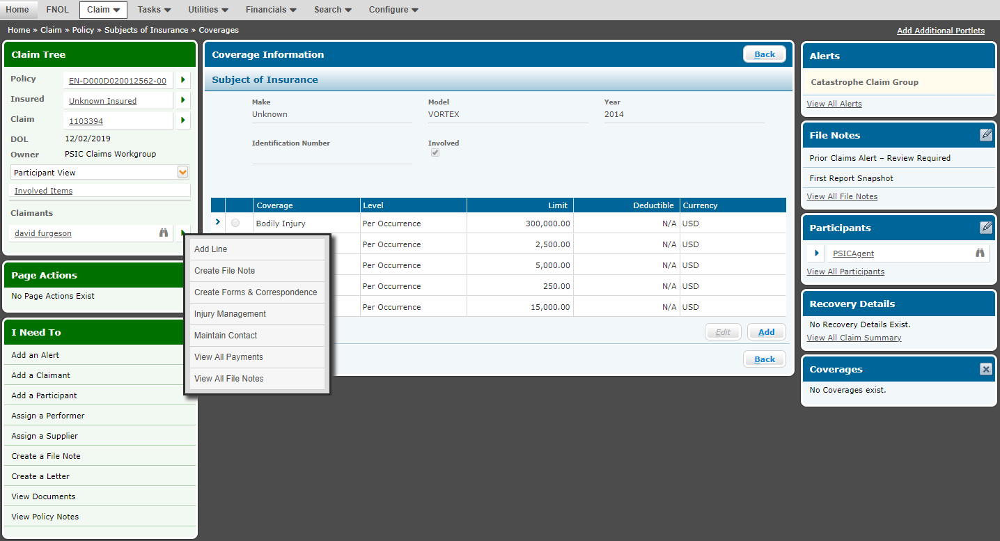 Home FNOL Claim Tasks Utilities Financials Search Configure
Home » Claim » Policy » Subjects of Insurance » Coverages
Add Additional Portlets
Claim Tree
Policy EN-D000D020012562-00
Insured Unknown Insured
Claim 1103394
DOL 12/02/2019
Owner PSIC Claims Workgroup
Participant View
Involved Items
Claimants
david furgeson
Add Line
Create File Note
Create Forms & Correspondence
Injury Management
Maintain Contact
View All Payments
View All File Notes
Page Actions
No Page Actions Exist
I Need To
Add an Alert
Add a Claimant
Add a Participant
Assign a Performer
Assign a Supplier
Create a File Note
Create a Letter
View Documents
View Policy Notes
Coverage Information Back
Subject of Insurance
Make Model Year
Unknown VORTEX 2014
Identification Number Involved
Coverage Level Limit Deductible Currency
Bodily Injury Per Occurrence 300,000.00 N/A USD
Per Occurrence 2,500.00 N/A USD
Per Occurrence 5,000.00 N/A USD
Per Occurrence 250.00 N/A USD
Per Occurrence 15,000.00 N/A USD
Edit Add
Back
Alerts
Catastrophe Claim Group
View All Alerts
File Notes
Prior Claims Alert – Review Required
First Report Snapshot
View All File Notes
Participants
PSICAgent
View All Participants
Recovery Details
No Recovery Details Exist.
View All Claim Summary
Coverages
No Coverages exist.